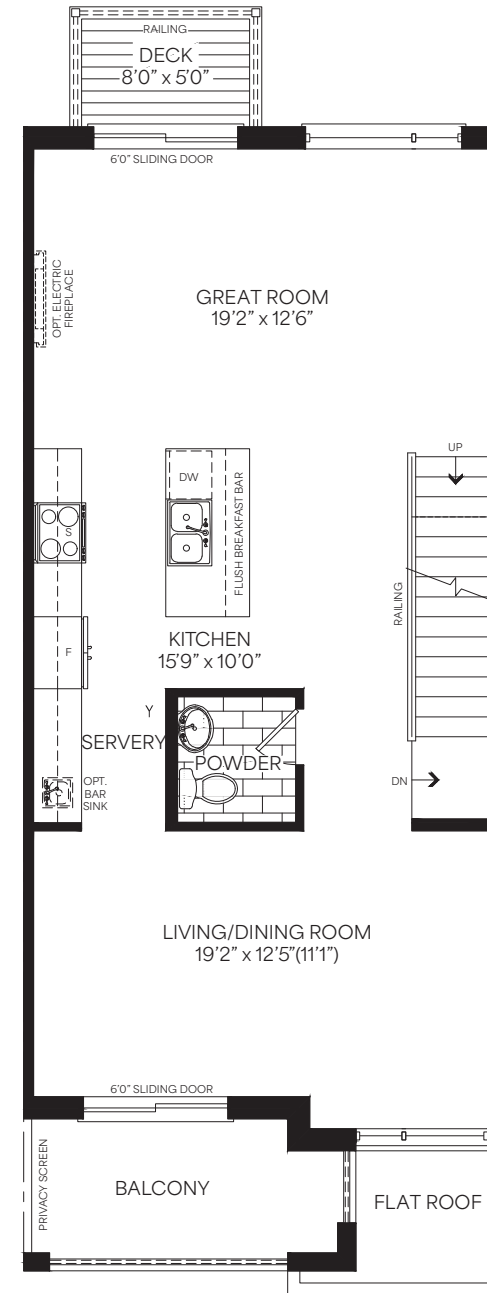 RAILING
DECK
8'0" x 5'0"
6'0" SLIDING DOOR
OPT. ELECTRIC
FIREPLACE
GREAT ROOM
19'2" x 12'6"
UP
DW
FLUSH BREAKFAST BAR
S
RAILING
KITCHEN
15'9" x 10'0"
F
Y
SERVERY
POWDER
OPT.
BAR
SINK
DN
LIVING/DINING ROOM
19'2" x 12'5"(11'1")
6'0" SLIDING DOOR
PRIVACY SCREEN
BALCONY
FLAT ROOF